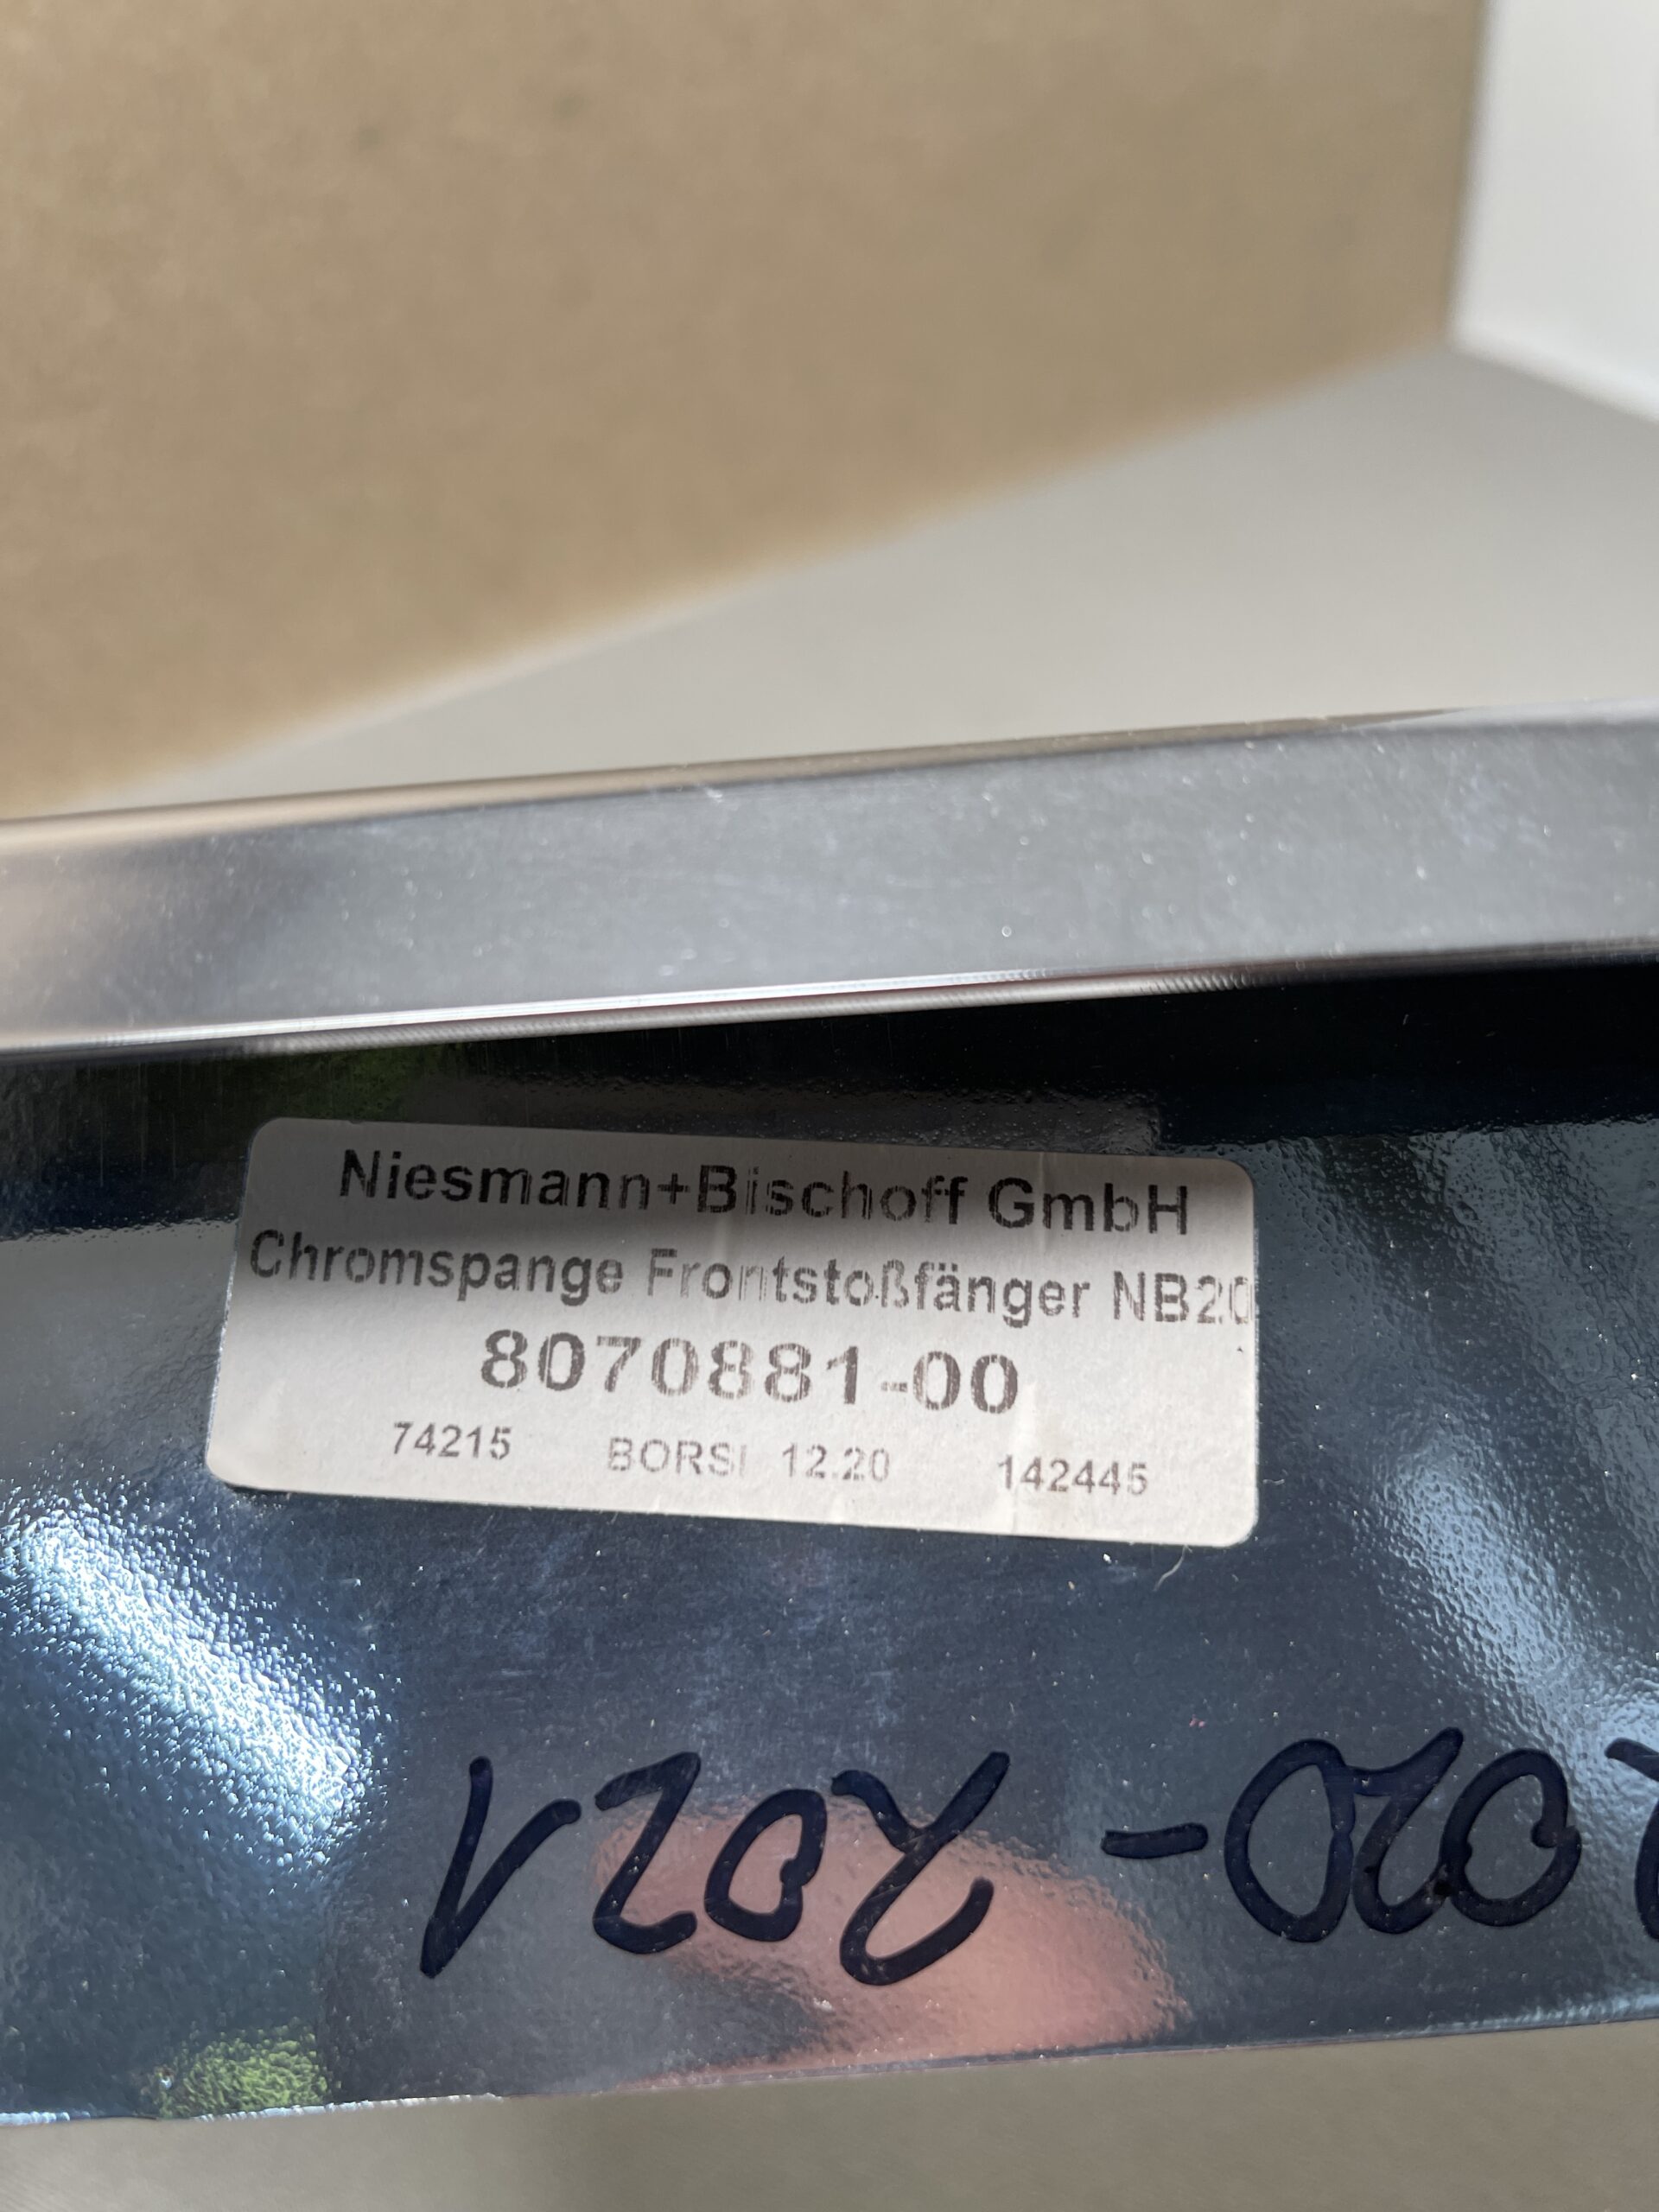 Niesmann+Bischoff GmbH
Chromspange Frontstoßfänger NB20
8070881-00
74215 BORSI 12.20 142445